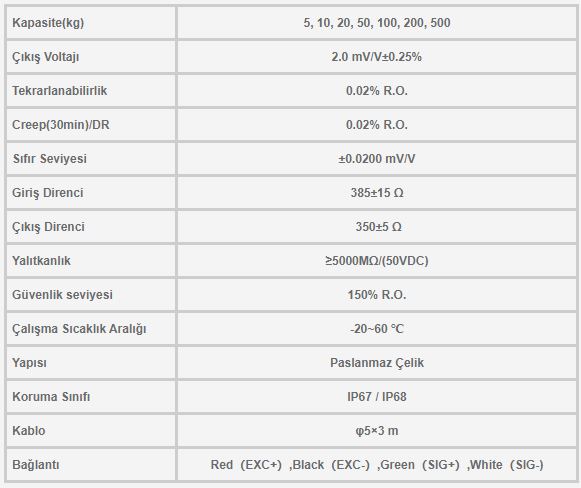 Kapasite(kg) 5, 10, 20, 50, 100, 200, 500
Çıkış Voltajı 2.0 mV/V±0.25%
Tekrarlanabilirlik 0.02% R.O.
Creep(30min)/DR 0.02% R.O.
Sıfır Seviyesi ±0.0200 mV/V
Giriş Direnci 385±15 Ω
Çıkış Direnci 350±5 Ω
Yalıtkanlık ≥5000MΩ/(50VDC)
Güvenlik seviyesi 150% R.O.
Çalışma Sıcaklık Aralığı -20~60 ℃
Yapısı Paslanmaz Çelik
Koruma Sınıfı IP67 / IP68
Kablo φ5×3 m
Bağlantı Red（EXC+）,Black（EXC-）,Green（SIG+）,White（SIG-)